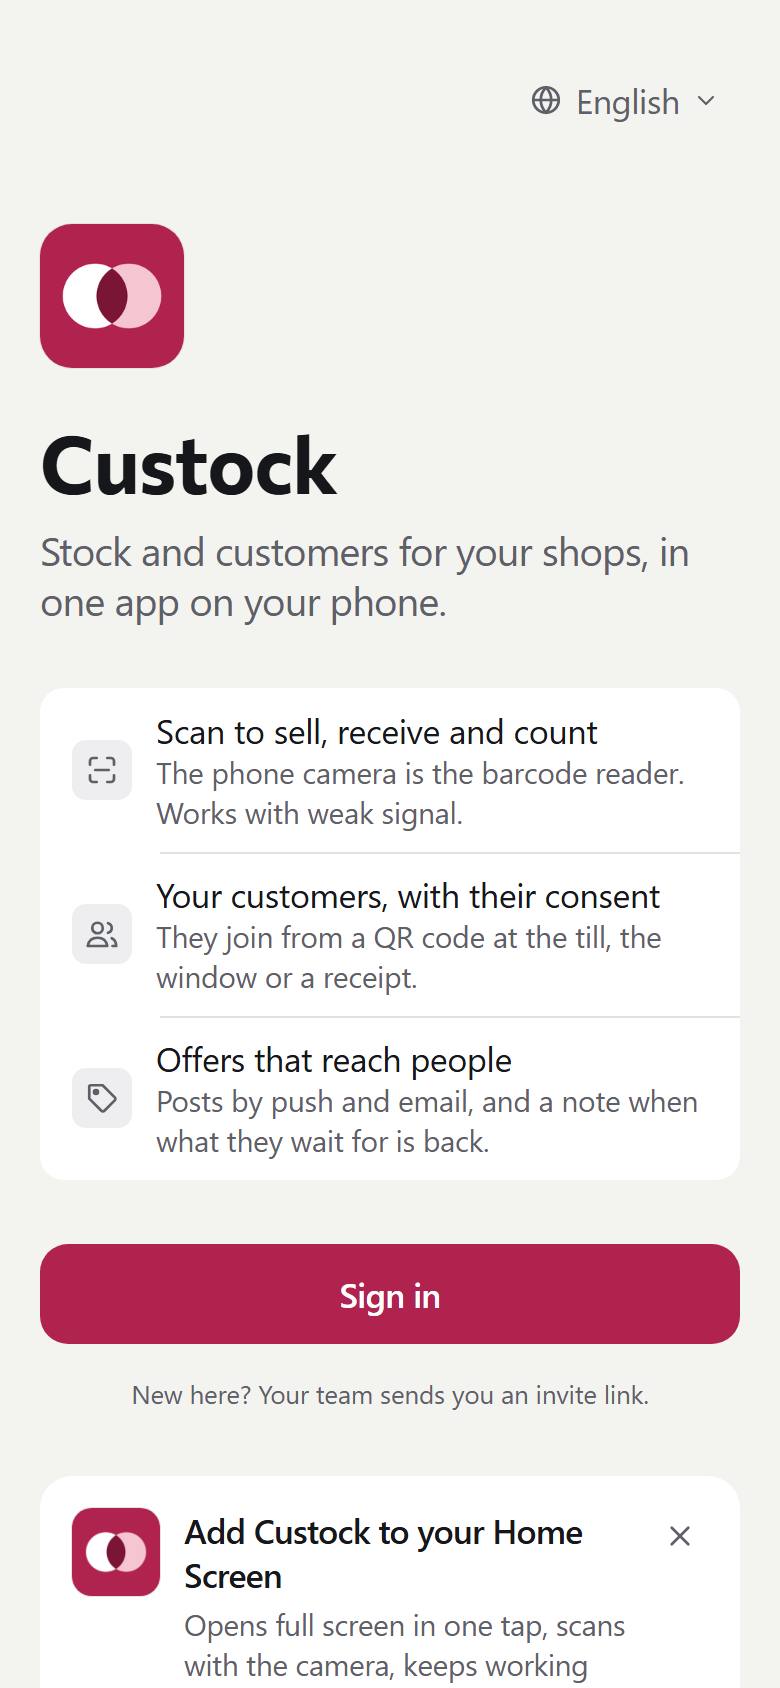 English
Custock
Stock and customers for your shops, in
one app on your phone.
Scan to sell, receive and count
The phone camera is the barcode reader.
Works with weak signal.
Your customers, with their consent
They join from a QR code at the till, the
window or a receipt.
Offers that reach people
Posts by push and email, and a note when
what they wait for is back.
Sign in
New here? Your team sends you an invite link.
Add Custock to your Home
Screen
Opens full screen in one tap, scans
with the camera, keeps working